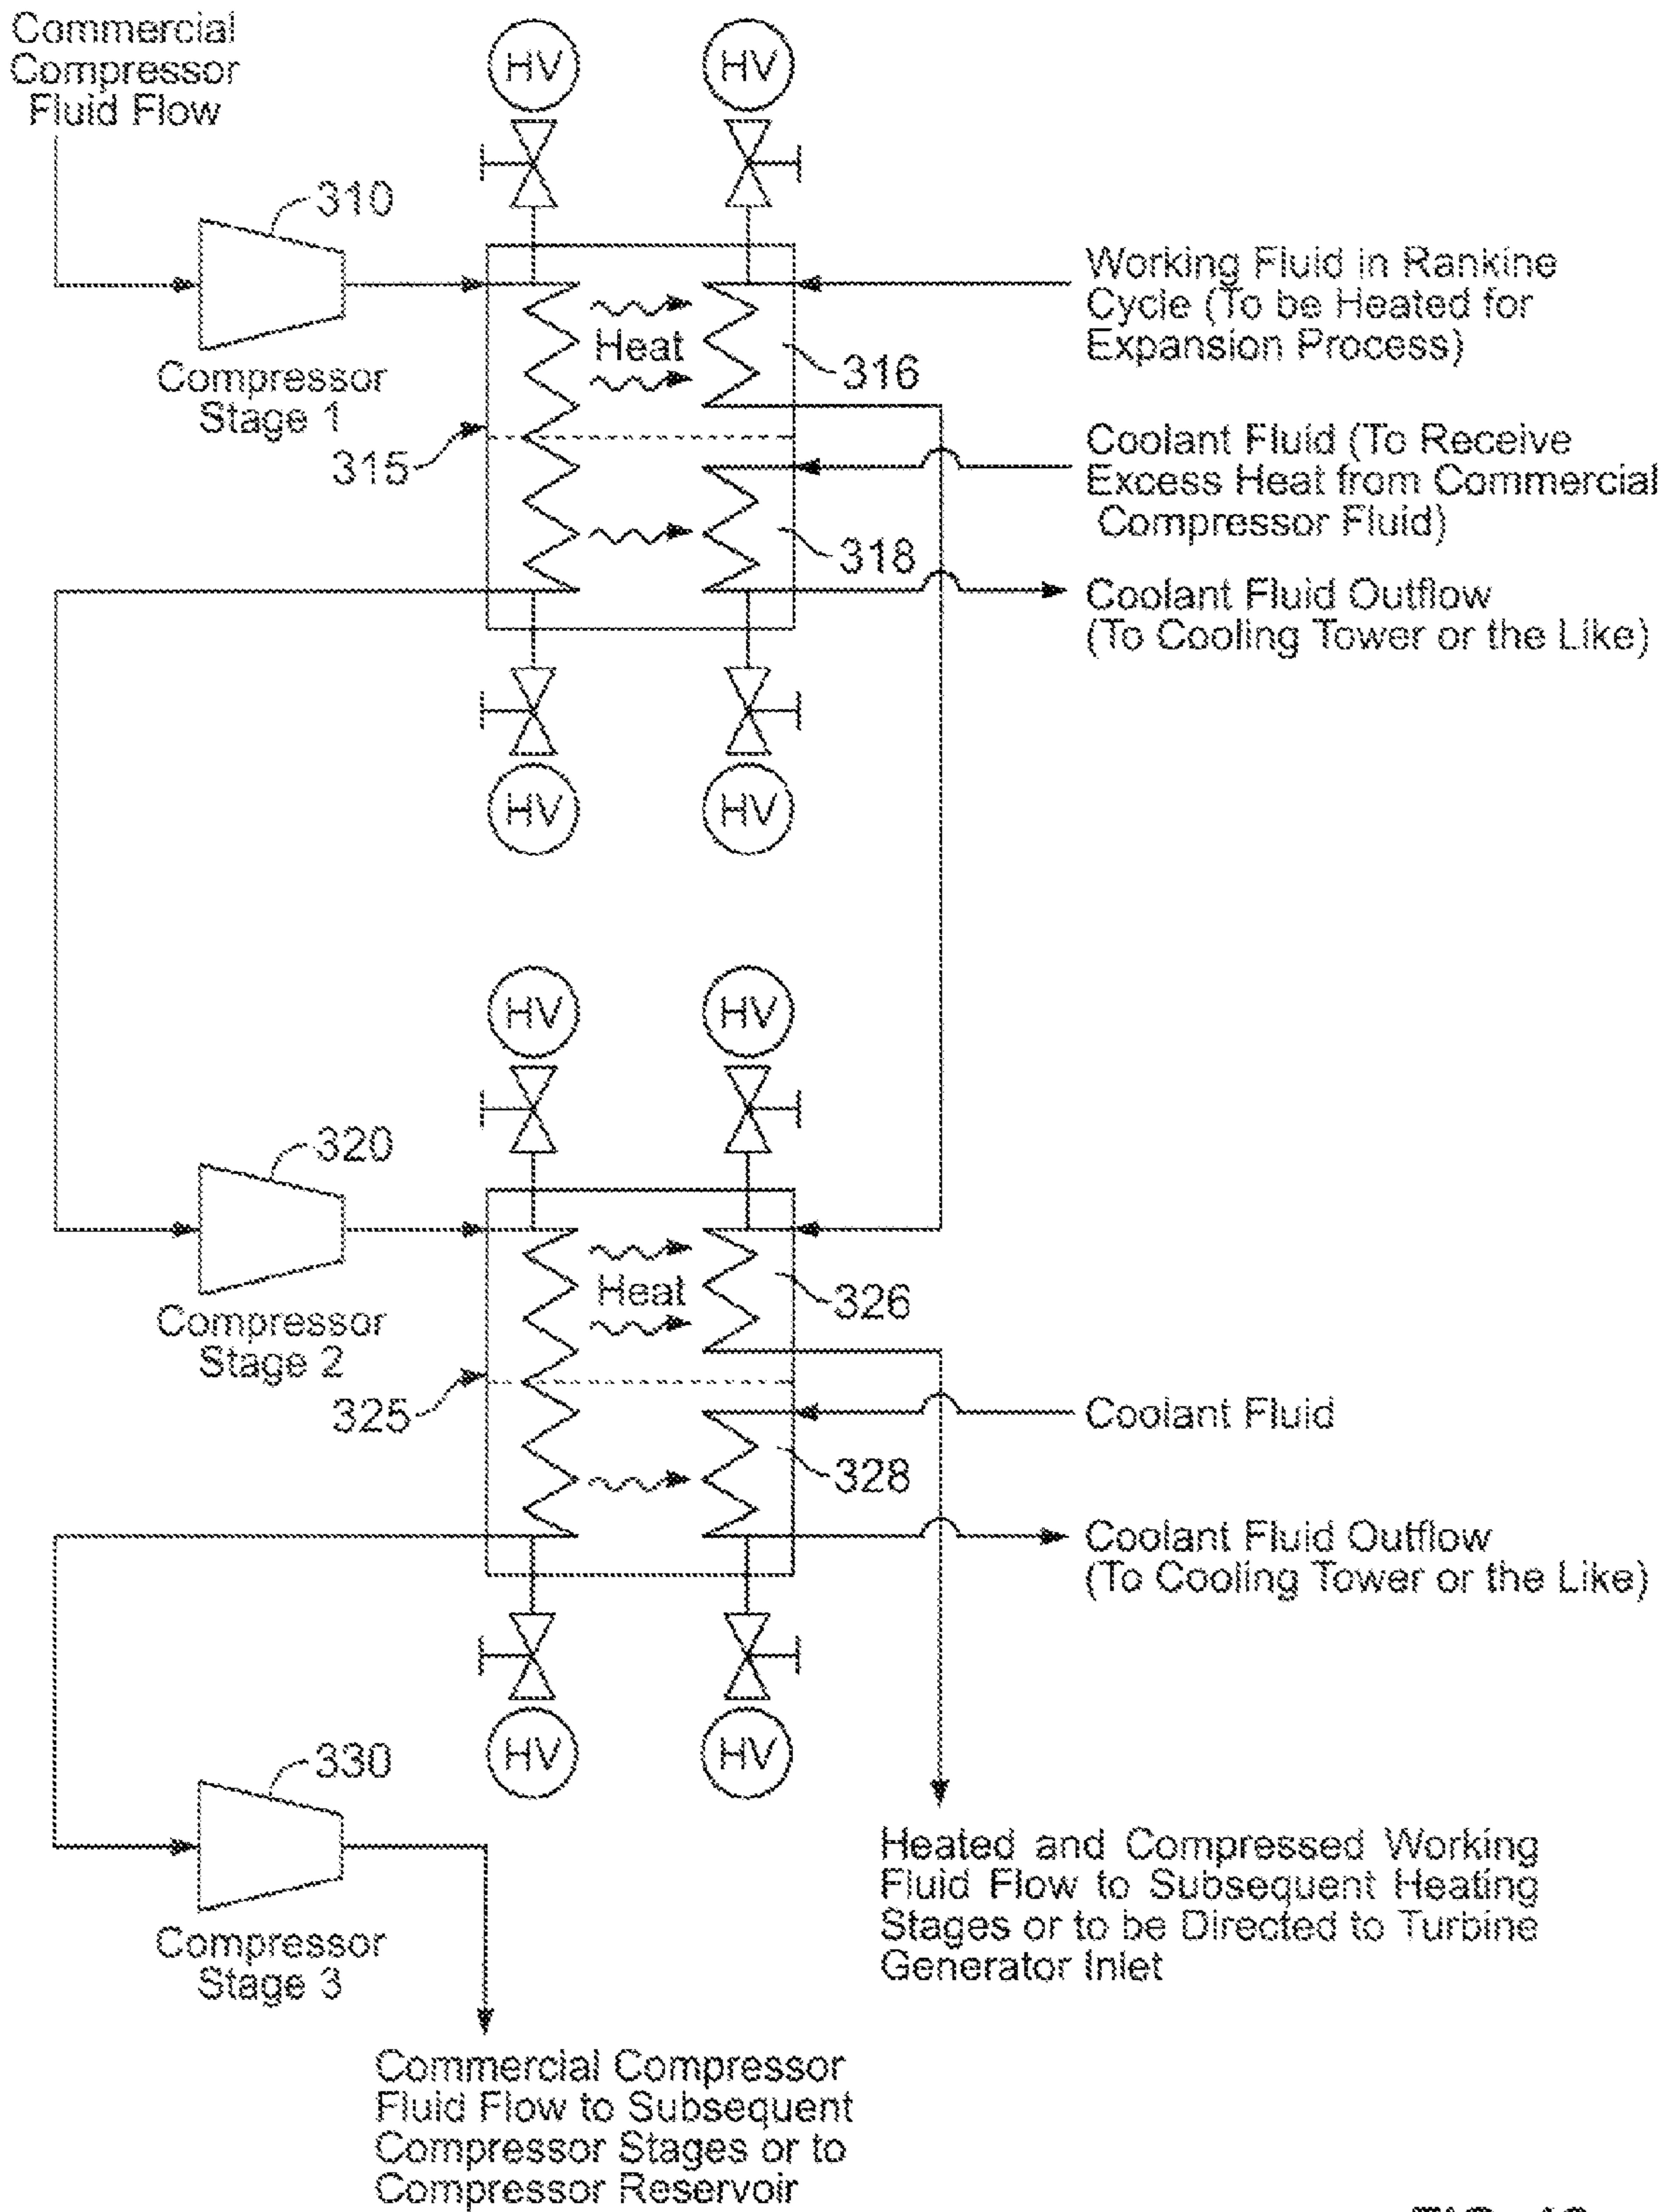 Commercial
Compressor
Fluid Flow
HV
HV
310
Compressor
Stage 1
Heat
316
315
318
Working Fluid in Rankine
Cycle (To be Heated for
Expansion Process)
Coolant Fluid (To Receive
Excess Heat from Commercial
Compressor Fluid)
Coolant Fluid Outflow
(To Cooling Tower or the Like)
HV
HV
HV
HV
320
Compressor
Stage 2
Heat
326
325
328
Coolant Fluid
Coolant Fluid Outflow
(To Cooling Tower or the Like)
HV
HV
330
Compressor
Stage 3
Heated and Compressed Working
Fluid Flow to Subsequent Heating
Stages or to be Directed to Turbine
Generator Inlet
Commercial Compressor
Fluid Flow to Subsequent
Compressor Stages or to
Compressor Reservoir